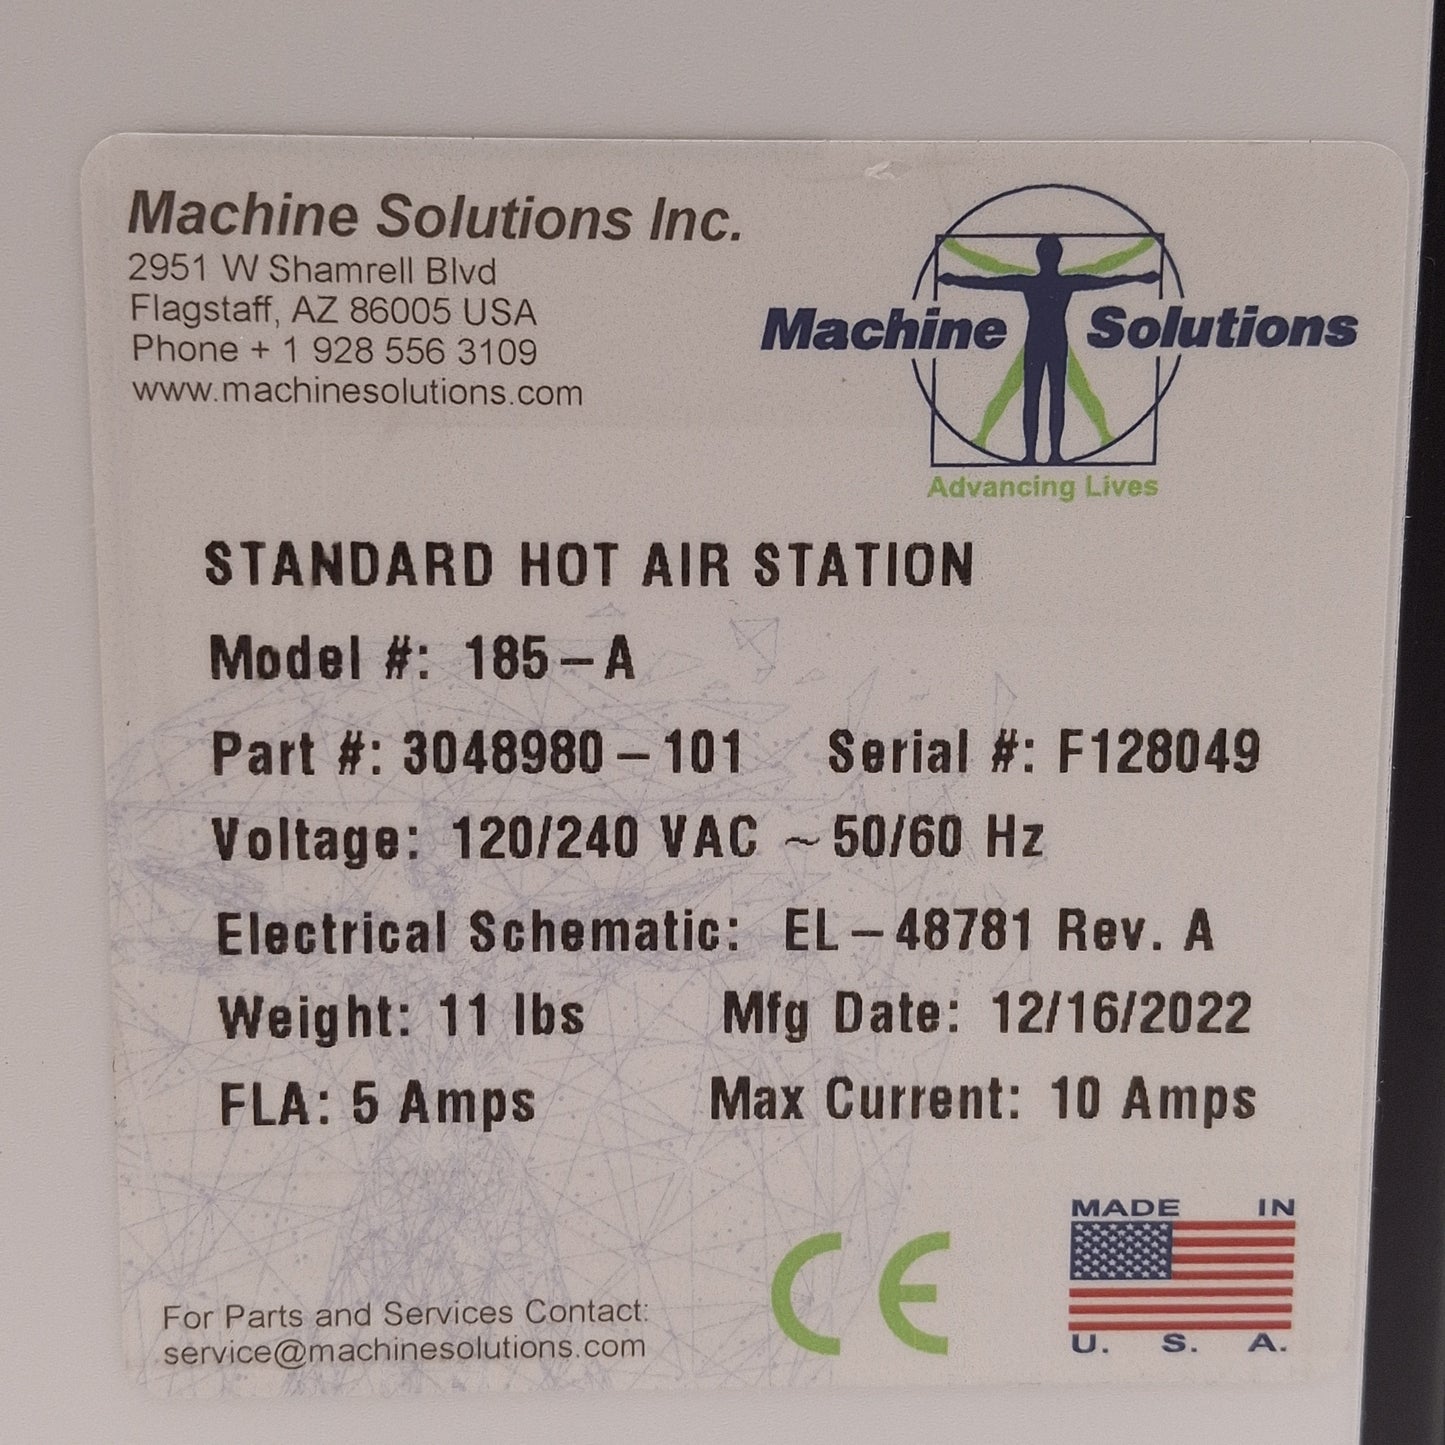 Machine Solutions Inc.
2951 W Shamrell Blvd
Flagstaff, AZ 86005 USA
Phone + 1 928 556 3109
www.machinesolutions.com
Machine Solutions
Advancing Lives
STANDARD HOT AIR STATION
Model #: 185-A
Part #: 3048980-101 Serial #: F128049
Voltage: 120/240 VAC ~ 50/60 Hz
Electrical Schematic: EL-48781 Rev. A
Weight: 11 lbs Mfg Date: 12/16/2022
FLA: 5 Amps Max Current: 10 Amps
For Parts and Services Contact:
service@machinesolutions.com
CE
MADE IN
U. S. A.